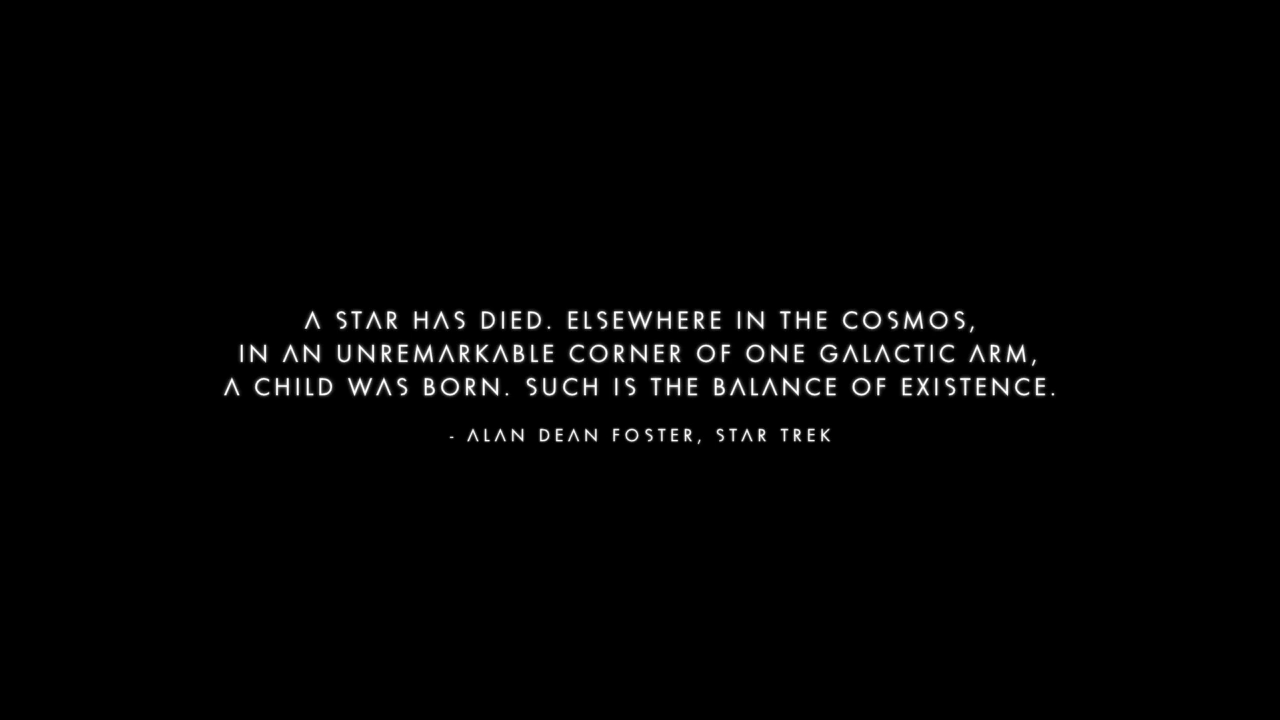 A STAR HAS DIED. ELSEWHERE IN THE COSMOS,
IN AN UNREMARKABLE CORNER OF ONE GALACTIC ARM,
A CHILD WAS BORN. SUCH IS THE BALANCE OF EXISTENCE.
- ALAN DEAN FOSTER, STAR TREK